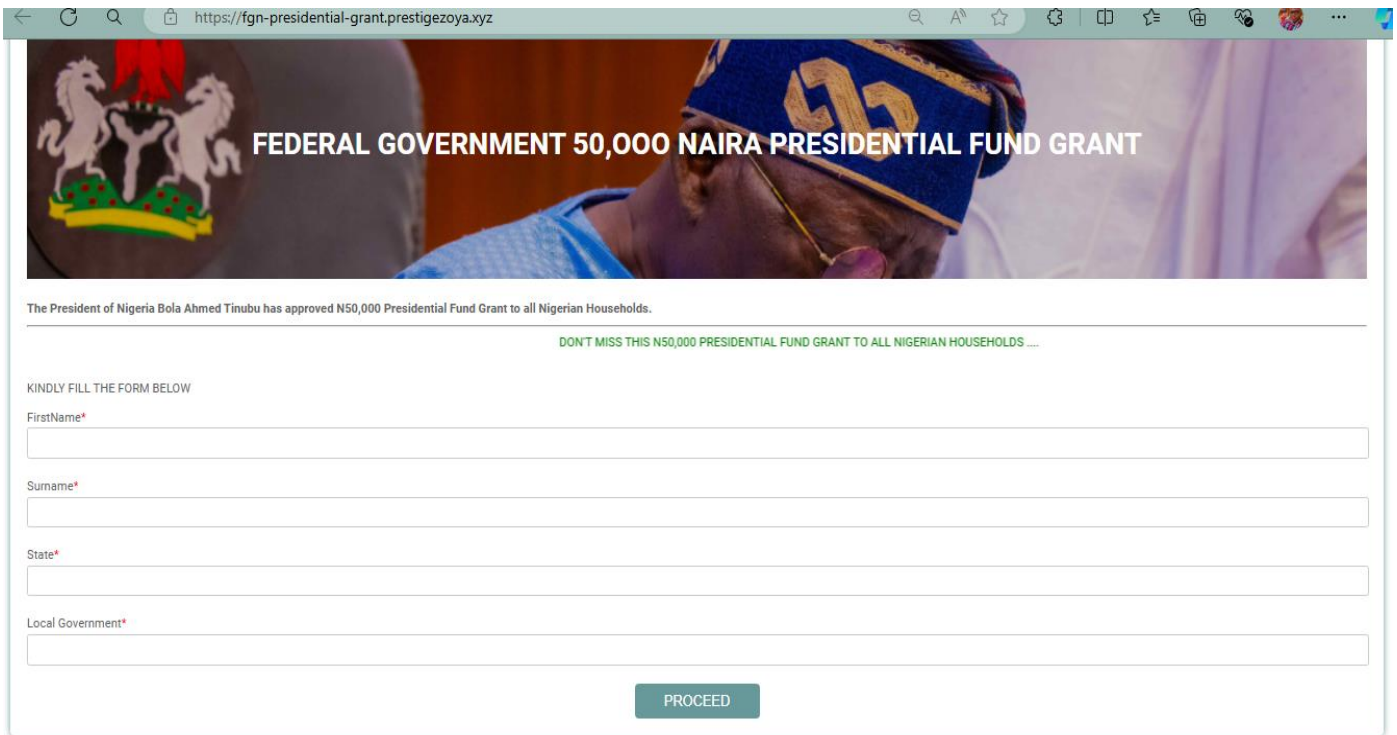 https://fgn-presidential-grant.prestigezoya.xyz
FEDERAL GOVERNMENT 50,OOO NAIRA PRESIDENTIAL FUND GRANT
The President of Nigeria Bola Ahmed Tinubu has approved N50,000 Presidential Fund Grant to all Nigerian Households.
DON'T MISS THIS N50,000 PRESIDENTIAL FUND GRANT TO ALL NIGERIAN HOUSEHOLDS ....
KINDLY FILL THE FORM BELOW
FirstName*
Surname*
State*
Local Government*
PROCEED